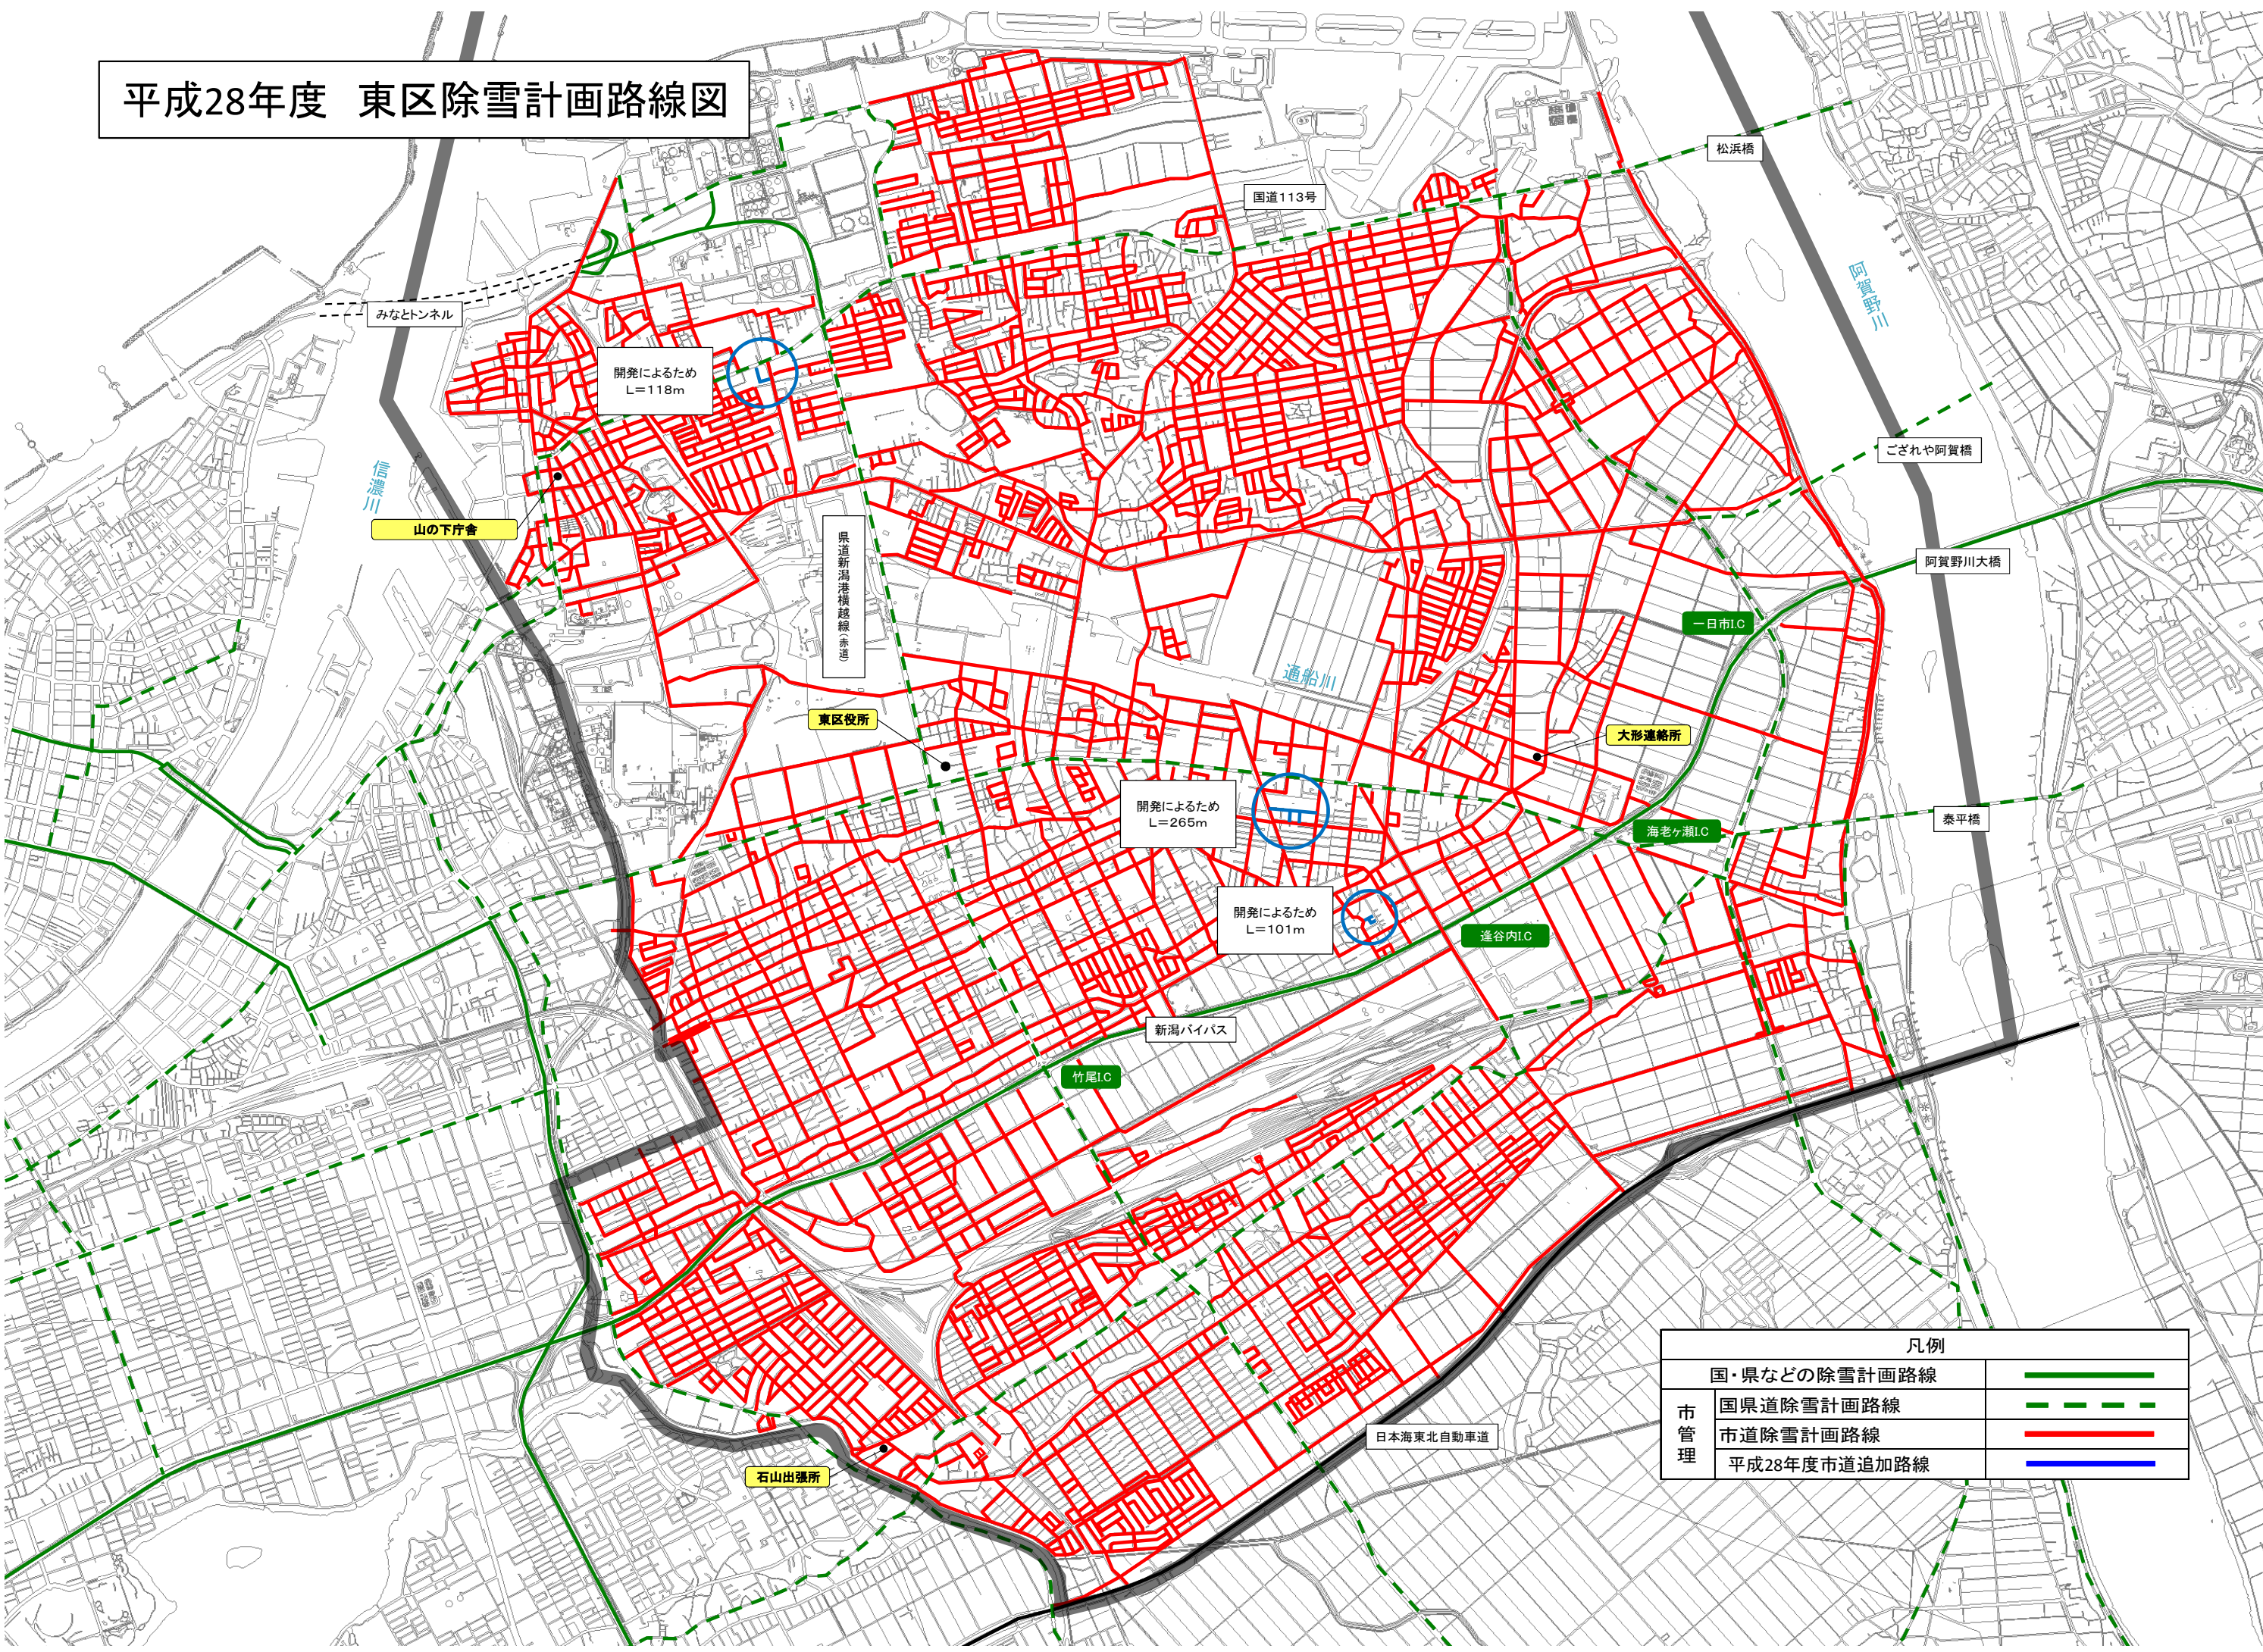 平成28年度　東区除雪計画路線図
松浜橋
国道113号
阿賀野川
みなとトンネル
開発によるため
L=118m
ござれや阿賀橋
信濃川
山の下庁舎
県道新潟港横越線(赤道)
阿賀野川大橋
一日市I.C
通船川
東区役所
大形連絡所
開発によるため
L=265m
海老ヶ瀬I.C
泰平橋
開発によるため
L=101m
逢谷内I.C
新潟バイパス
竹尾I.C
日本海東北自動車道
石山出張所
凡例
国・県などの除雪計画路線
市管理
国県道除雪計画路線
市道除雪計画路線
平成28年度市道追加路線